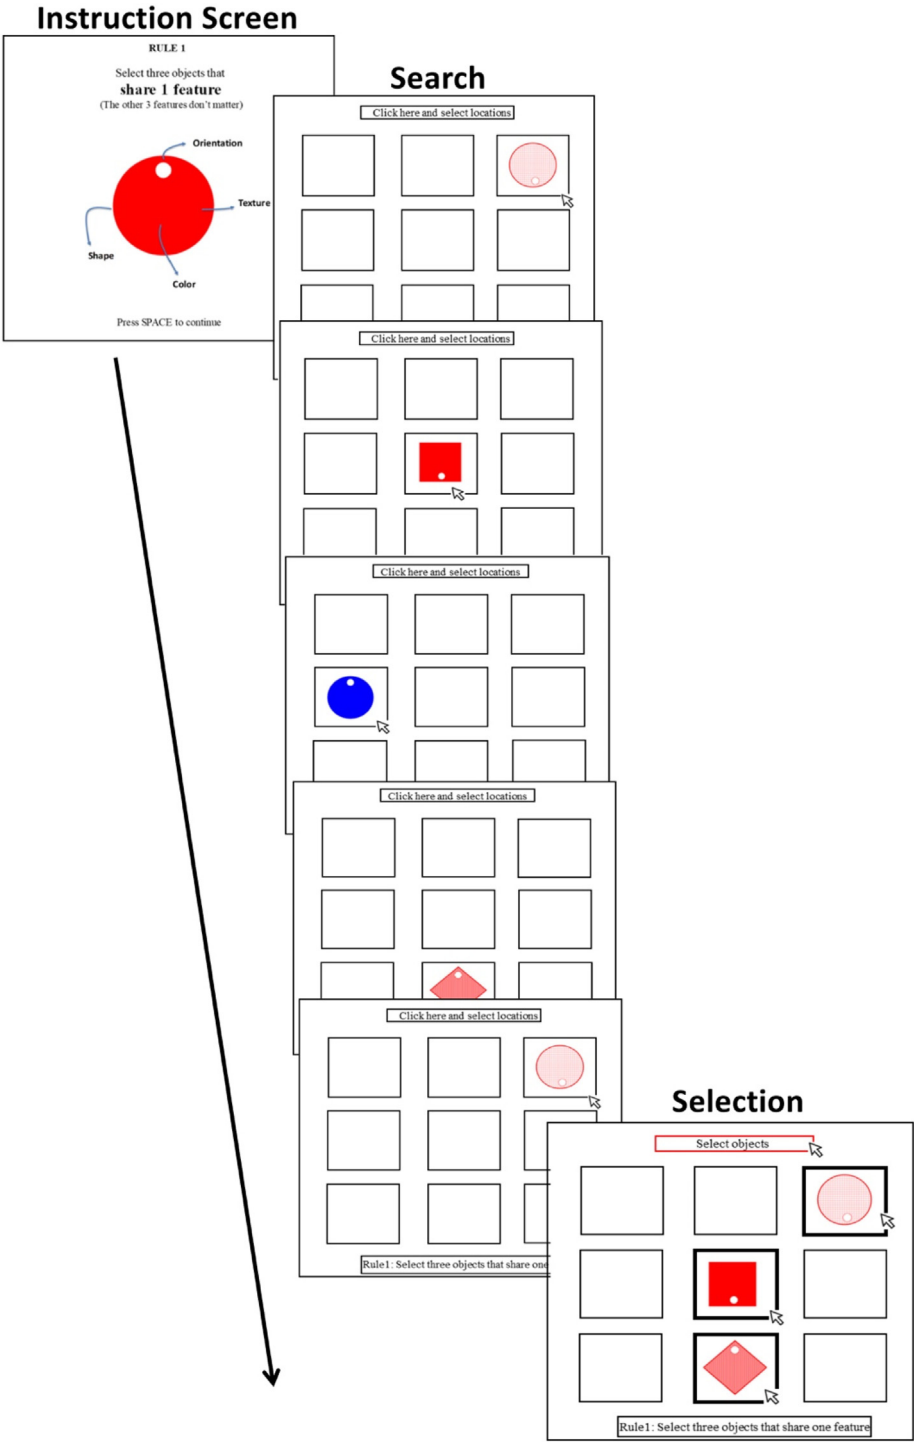 Instruction Screen
RULE 1
Select three objects that
share 1 feature
(The other 3 features don't matter)
Orientation
Texture
Shape
Color
Press SPACE to continue
Search
Click here and select locations
Click here and select locations
Click here and select locations
Click here and select locations
Click here and select locations
Rule1: Select three objects that share one
Selection
Select objects
Rule1: Select three objects that share one feature